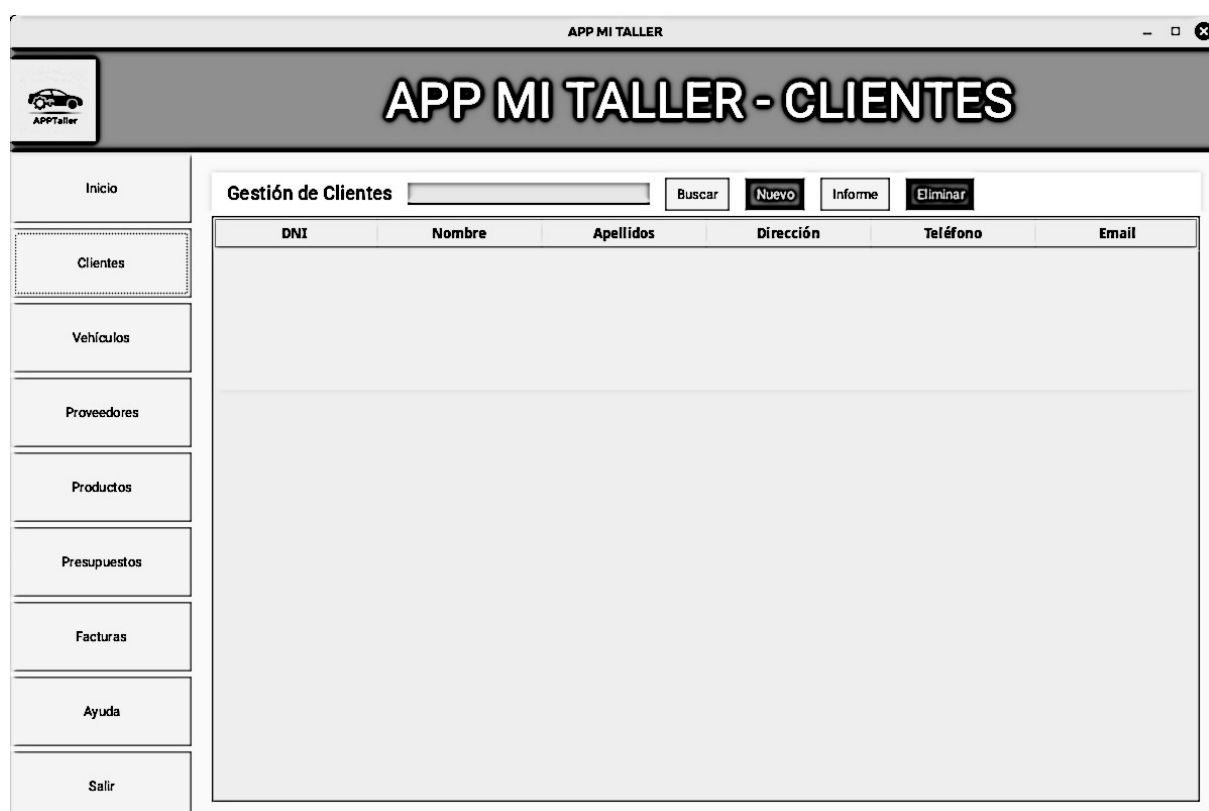 APP MI TALLER
APPTaller
APP MI TALLER - CLIENTES
Inicio
Clientes
Vehículos
Proveedores
Productos
Presupuestos
Facturas
Ayuda
Salir
Gestión de Clientes Buscar Nuevo Informe Eliminar
DNI Nombre Apellidos Dirección Teléfono Email